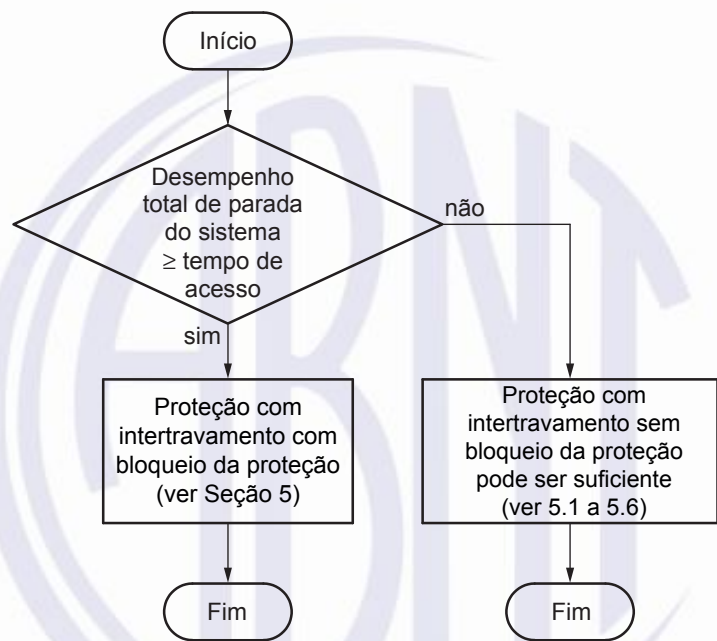 Início
Desempenho
total de parada
do sistema
≥ tempo de
acesso
não
sim
Proteção com
intertravamento com
bloqueio da proteção
(ver Seção 5)
Proteção com
intertravamento sem
bloqueio da proteção
pode ser suficiente
(ver 5.1 a 5.6)
Fim
Fim
ABNT